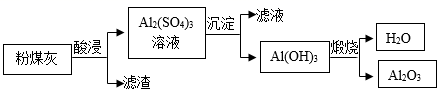 粉煤灰
酸浸
Al2(SO4)3
溶液
滤渣
沉淀
滤液
Al(OH)3
煅烧
H2O
Al2O3